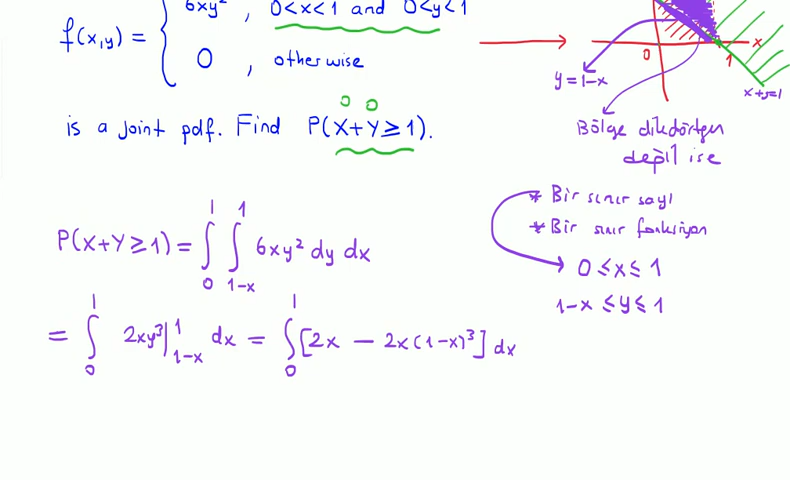 f(x,y) = { 6xy² , 0<x<1 and 0<y<1
0 , otherwise
is a joint pdf. Find P(X+Y≥1).
0 1 x
y=1-x
x+y=1
Bölge dikdörtgen
değil ise
* Bir sınır sayı
* Bir sınır fonksiyon
0≤x≤1
1-x≤y≤1
P(X+Y≥1) = ∫₀¹ ∫₁₋ₓ¹ 6xy² dy dx
= ∫₀¹ 2xy³|₁₋ₓ¹ dx = ∫₀¹ [2x - 2x(1-x)³] dx